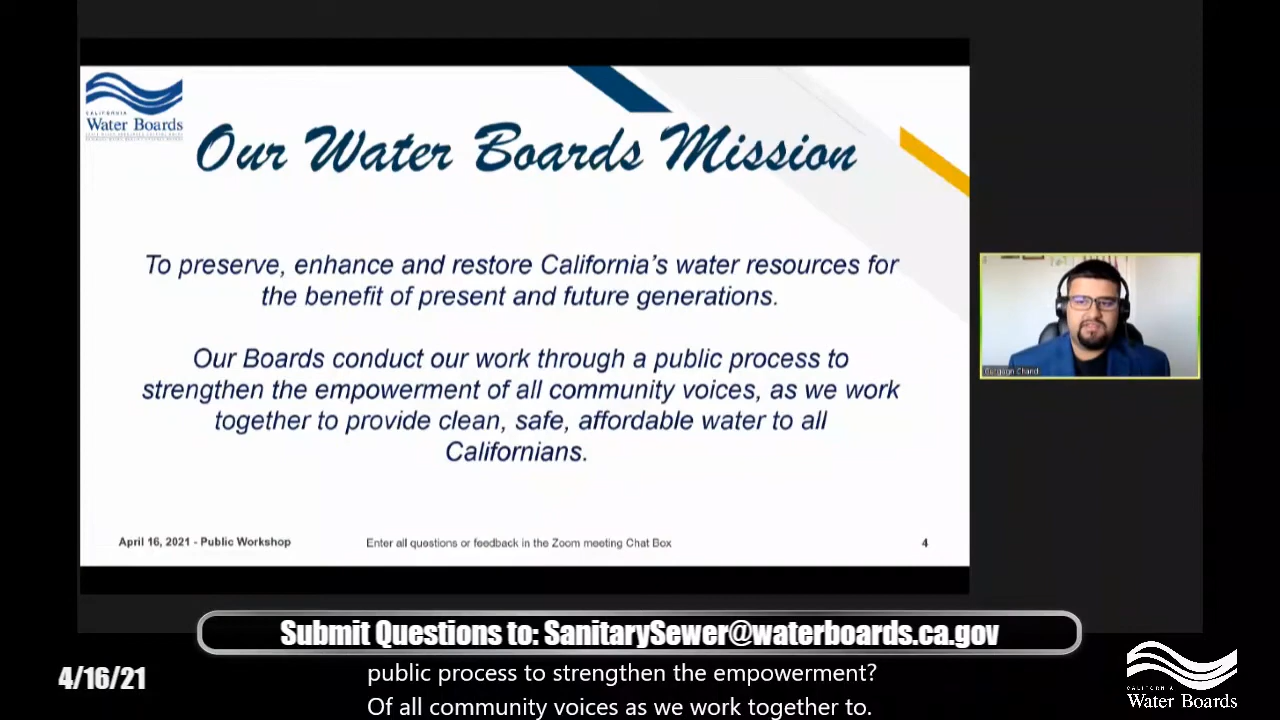 CALIFORNIA
Water Boards
Our Water Boards Mission
To preserve, enhance and restore California's water resources for
the benefit of present and future generations.
Our Boards conduct our work through a public process to
strengthen the empowerment of all community voices, as we work
together to provide clean, safe, affordable water to all
Californians.
April 16, 2021 - Public Workshop
Enter all questions or feedback in the Zoom meeting Chat Box
4
Gurgagn Chand
Submit Questions to: SanitarySewer@waterboards.ca.gov
public process to strengthen the empowerment?
Of all community voices as we work together to.
4/16/21
CALIFORNIA
Water Boards